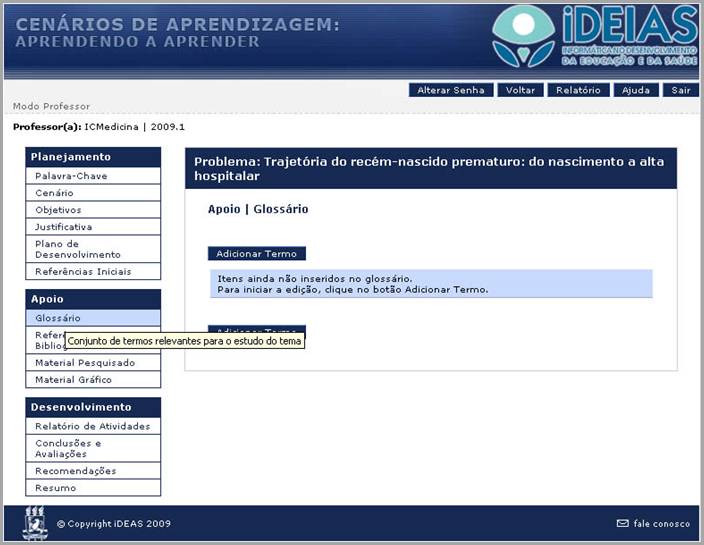 CENÁRIOS DE APRENDIZAGEM:
APRENDENDO A APRENDER
iDEIAS
INFORMÁTICA NO DESENVOLVIMENTO
DA EDUCAÇÃO E DA SAÚDE
Alterar Senha
Voltar
Relatório
Ajuda
Sair
Modo Professor
Professor(a): ICMedicina | 2009.1
Planejamento
Palavra-Chave
Cenário
Objetivos
Justificativa
Plano de
Desenvolvimento
Referências Iniciais
Apoio
Glossário
Conjunto de termos relevantes para o estudo do tema
Material Pesquisado
Material Gráfico
Desenvolvimento
Relatório de Atividades
Conclusões e
Avaliações
Recomendações
Resumo
Problema: Trajetória do recém-nascido prematuro: do nascimento a alta
hospitalar
Apoio | Glossário
Adicionar Termo
Itens ainda não inseridos no glossário.
Para iniciar a edição, clique no botão Adicionar Termo.
Adicionar Termo
© Copyright iDEAS 2009
fale conosco